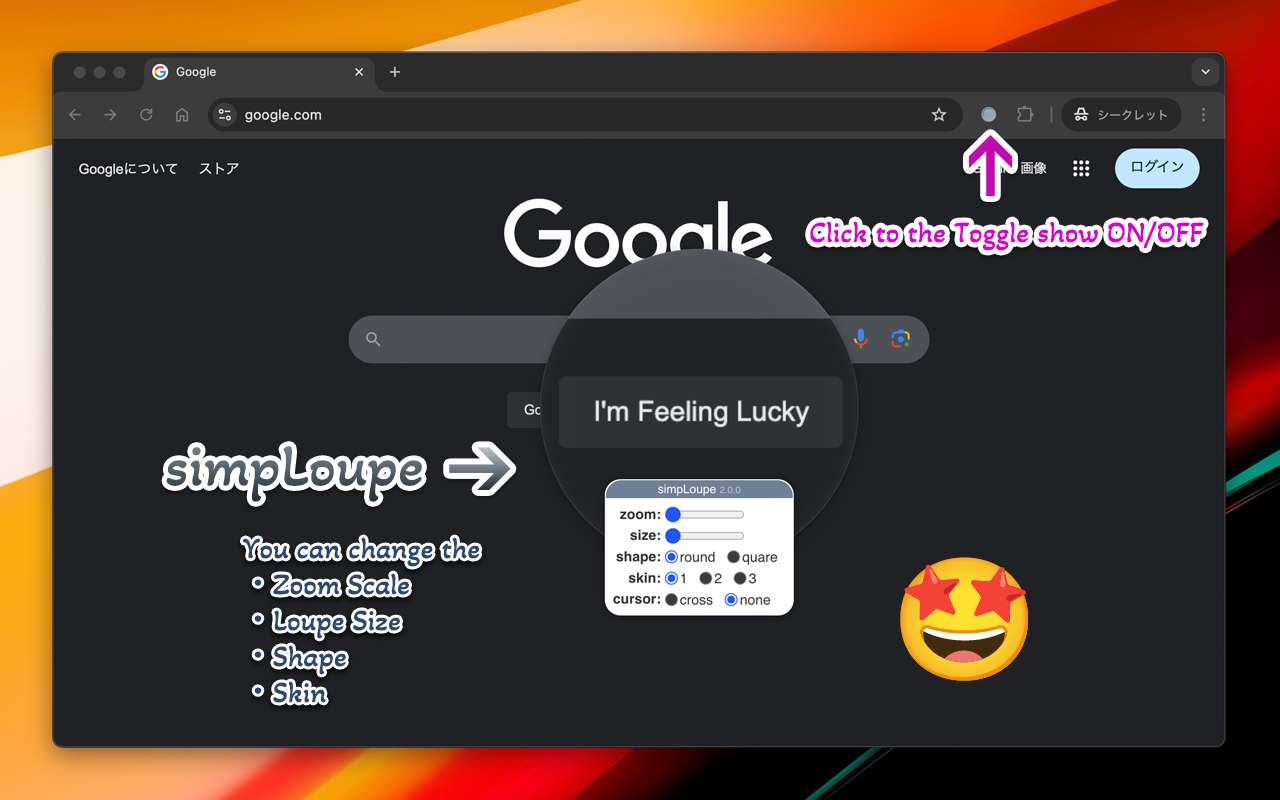 Google
google.com
シークレット
Googleについて ストア
画像
ログイン
Google
Click to the Toggle show ON/OFF
I'm Feeling Lucky
simpLoupe
simpLoupe 2.0.0
zoom:
size:
shape: round quare
skin: 1 2 3
cursor: cross none
You can change the
・Zoom Scale
・Loupe Size
・Shape
・Skin